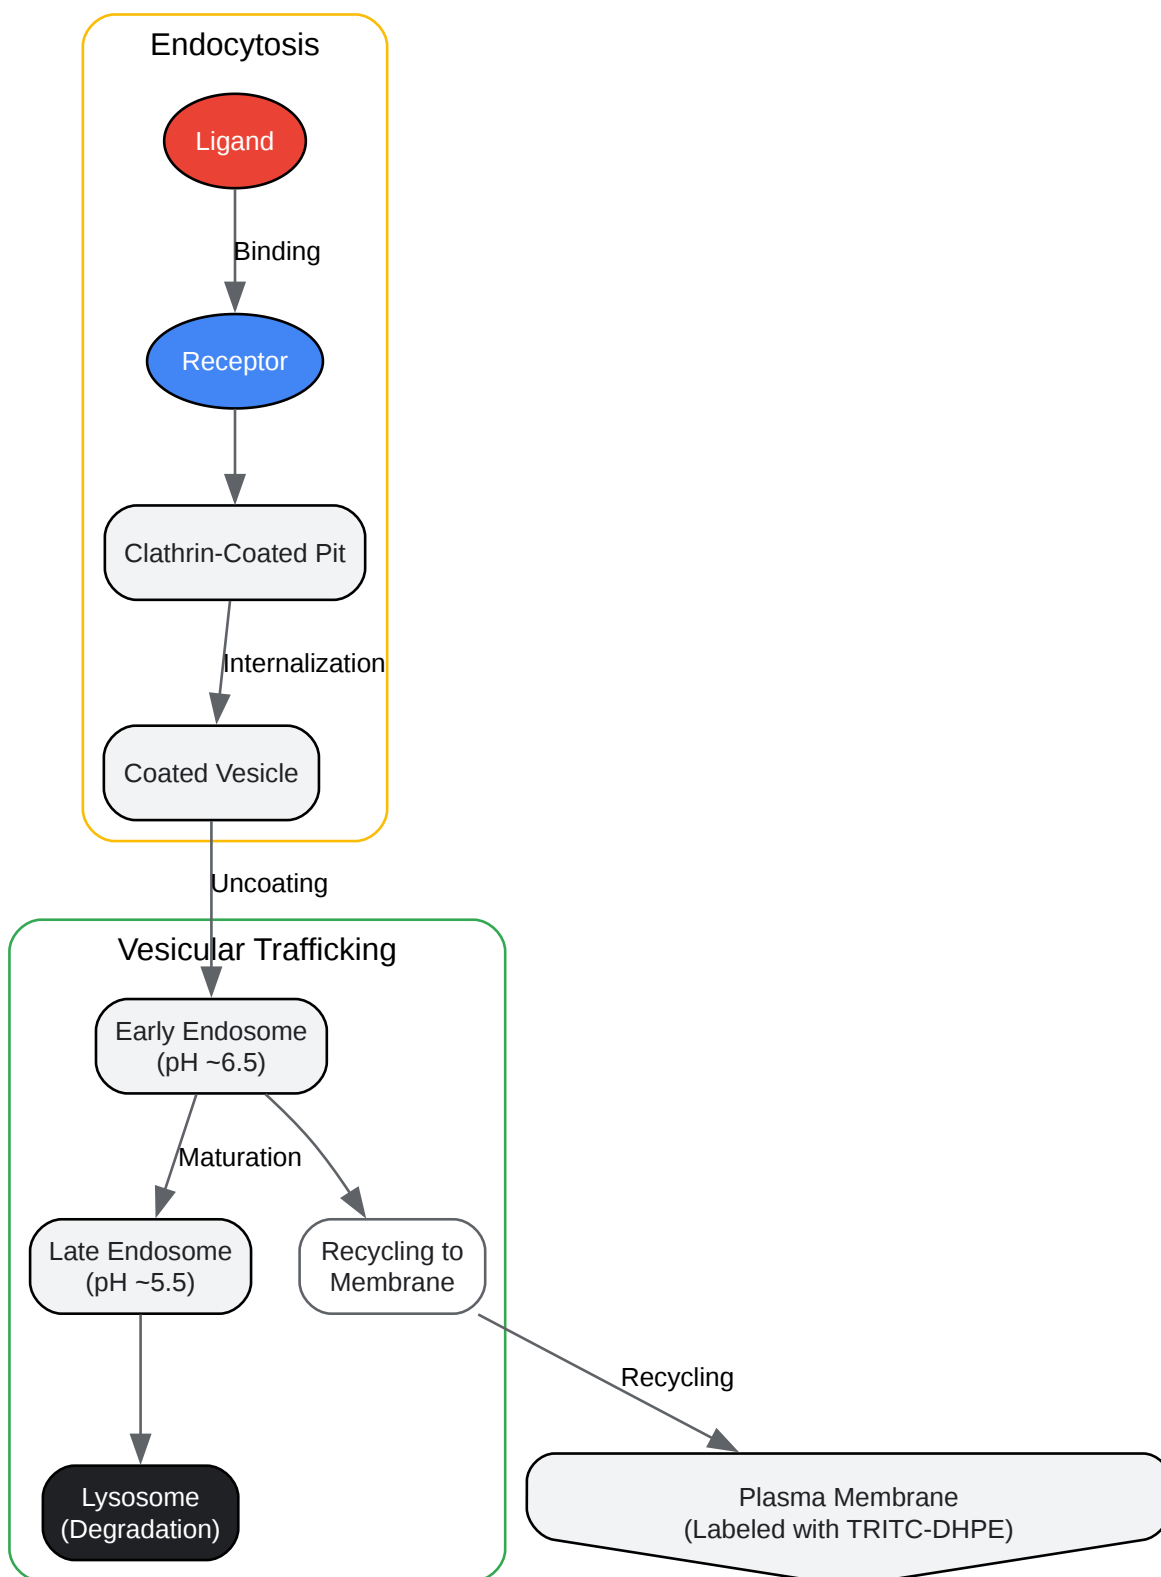 Endocytosis
Ligand
Binding
Receptor
Clathrin-Coated Pit
Internalization
Coated Vesicle
Uncoating
Vesicular Trafficking
Early Endosome
(pH ~6.5)
Maturation
Late Endosome
(pH ~5.5)
Recycling to
Membrane
Recycling
Lysosome
(Degradation)
Plasma Membrane
(Labeled with TRITC-DHPE)